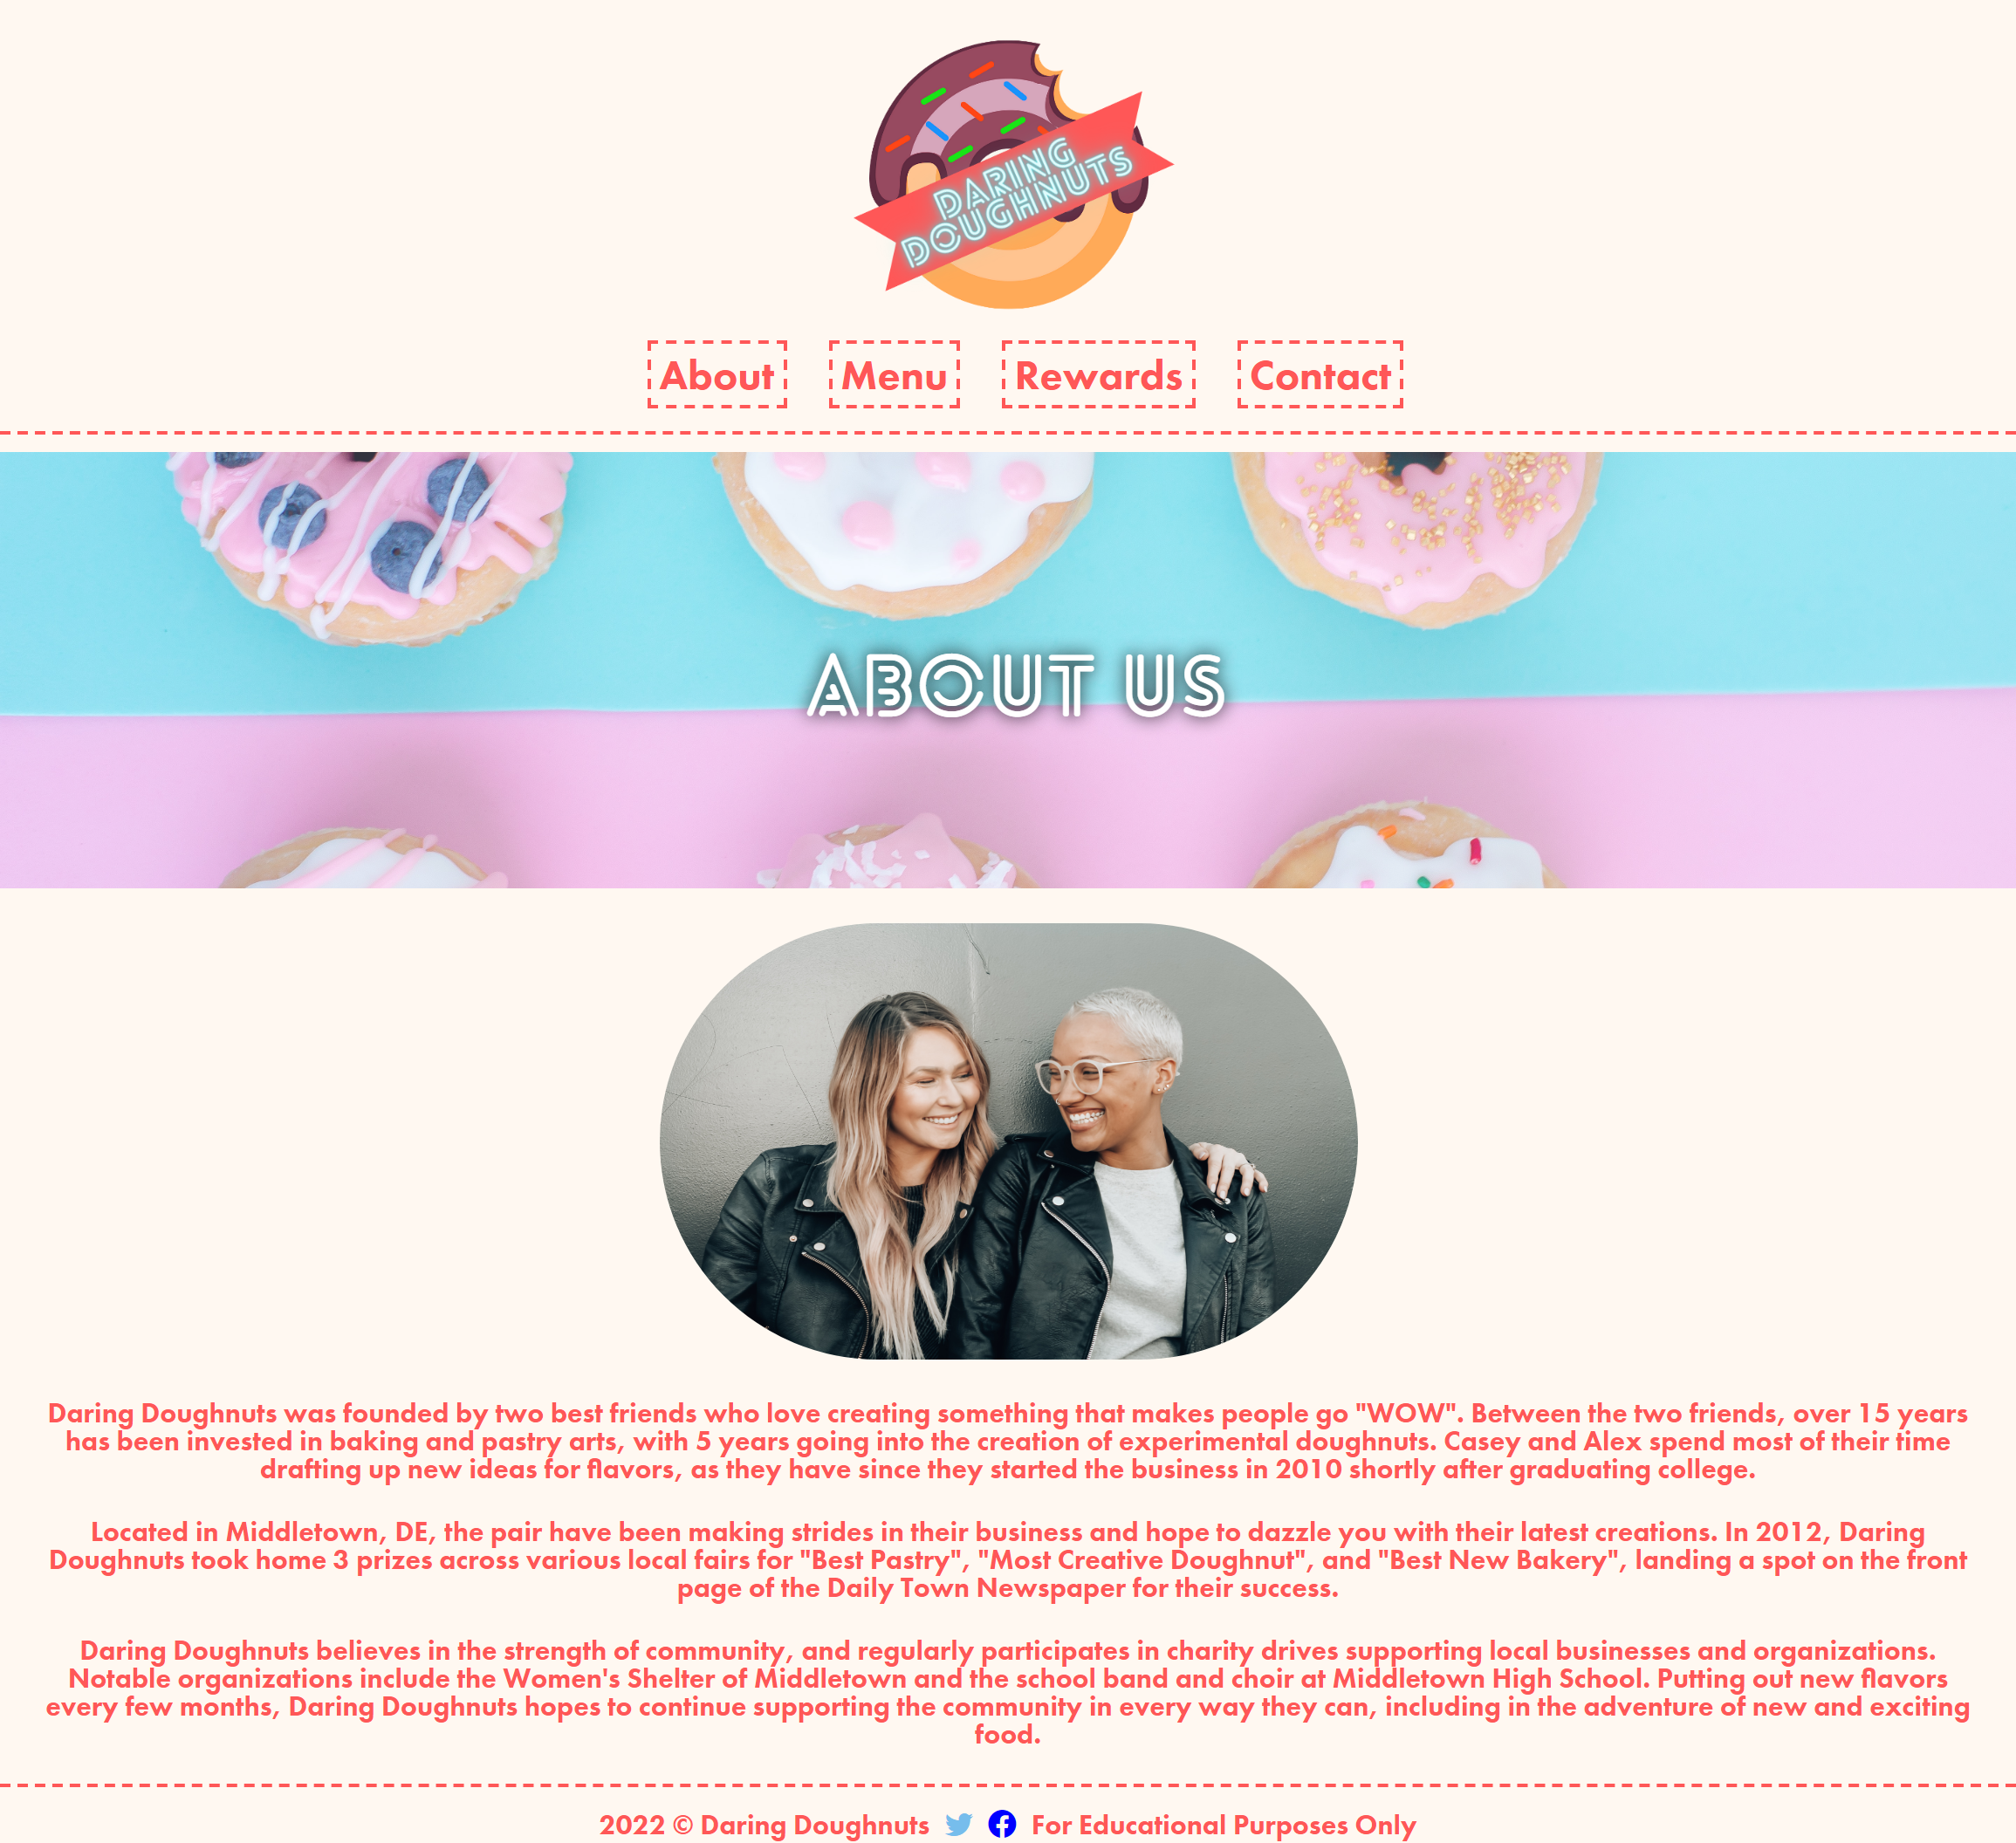 DARING
DOUGHNUTS
About Menu Rewards Contact
ABOUT US
Daring Doughnuts was founded by two best friends who love creating something that makes people go "WOW". Between the two friends, over 15 years
has been invested in baking and pastry arts, with 5 years going into the creation of experimental doughnuts. Casey and Alex spend most of their time
drafting up new ideas for flavors, as they have since they started the business in 2010 shortly after graduating college.
Located in Middletown, DE, the pair have been making strides in their business and hope to dazzle you with their latest creations. In 2012, Daring
Doughnuts took home 3 prizes across various local fairs for "Best Pastry", "Most Creative Doughnut", and "Best New Bakery", landing a spot on the front
page of the Daily Town Newspaper for their success.
Daring Doughnuts believes in the strength of community, and regularly participates in charity drives supporting local businesses and organizations.
Notable organizations include the Women's Shelter of Middletown and the school band and choir at Middletown High School. Putting out new flavors
every few months, Daring Doughnuts hopes to continue supporting the community in every way they can, including in the adventure of new and exciting
food.
2022 © Daring Doughnuts For Educational Purposes Only